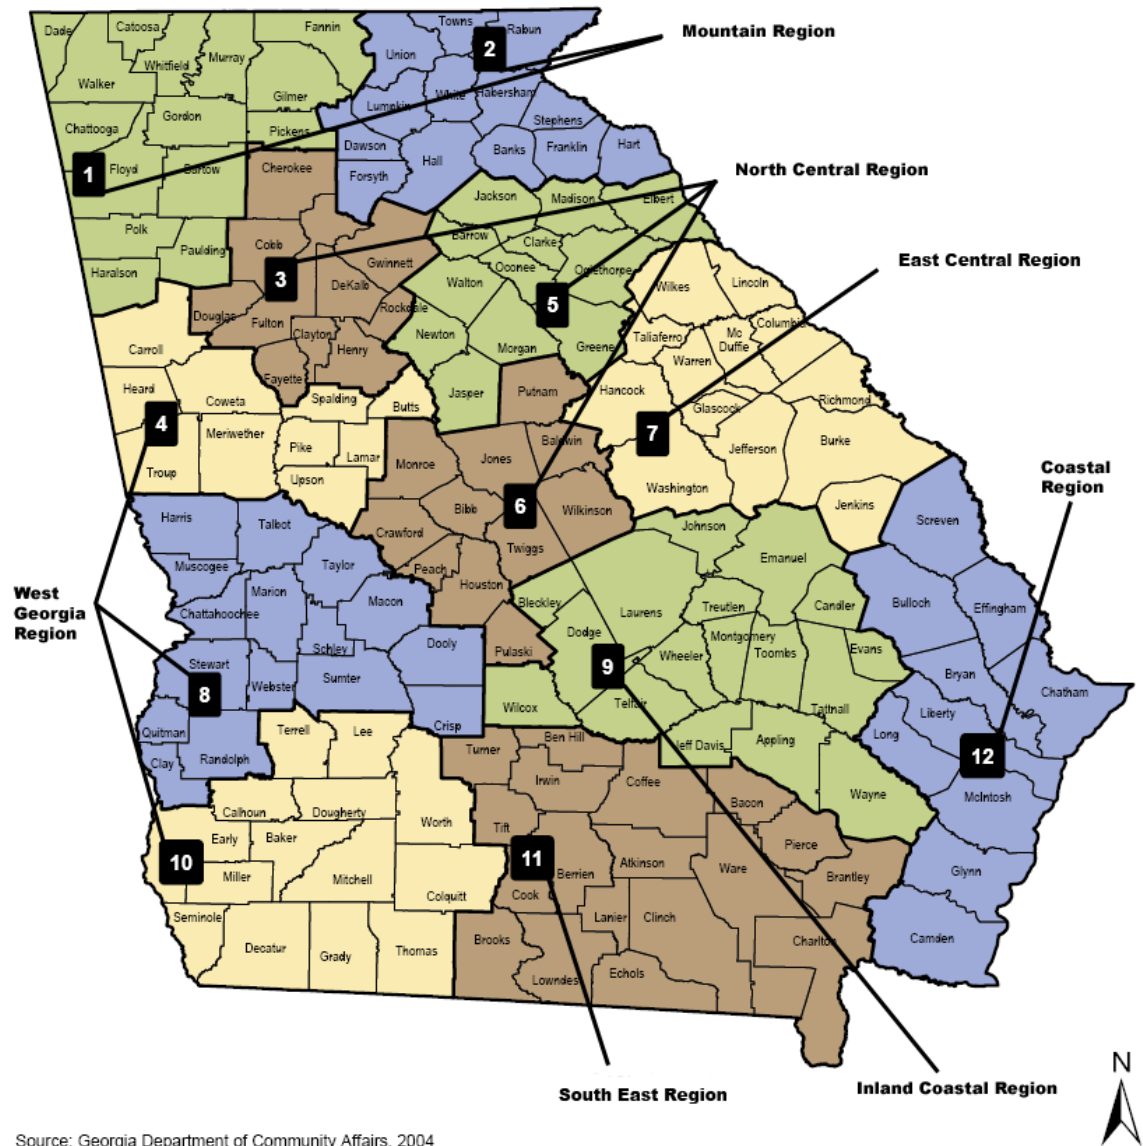 Dade
Catoosa
Fannin
Towns
Rabun
Mountain Region
2
Union
Whitfield
Murray
Walker
Gilmer
Lumpkin
White
Habersham
Chattooga
Gordon
Pickens
Stephens
Dawson
Hall
Banks
Franklin
Hart
1
Floyd
Bartow
Cherokee
Forsyth
North Central Region
Jackson
Madison
Elbert
Polk
Paulding
Cobb
Barrow
Clarke
Haralson
3
Gwinnett
DeKalb
Oconee
Oglethorpe
East Central Region
Walton
Wilkes
Lincoln
Douglas
Fulton
Rockdale
5
Clayton
Henry
Newton
Morgan
Greene
Taliaferro
Mc
Duffie
Columbia
Carroll
Warren
Fayette
Heard
Coweta
Spalding
Butts
Jasper
Putnam
Hancock
Glascock
Richmond
4
Meriwether
Pike
Lamar
Monroe
Jones
Baldwin
7
Jefferson
Burke
Troup
Upson
Washington
Coastal
Region
Harris
Talbot
Crawford
Bibb
6
Wilkinson
Twiggs
Johnson
Jenkins
Screven
Muscogee
Taylor
Peach
Houston
Emanuel
West
Georgia
Region
Chattahoochee
Marion
Macon
Bleckley
Laurens
Treutlen
Candler
Bulloch
Effingham
Schley
Dooly
Pulaski
Dodge
Montgomery
Wheeler
Toombs
Evans
Stewart
8
Webster
Sumter
9
Bryan
Chatham
Quitman
Crisp
Wilcox
Telfair
Tattnall
Liberty
Long
Clay
Randolph
Terrell
Lee
Turner
Ben Hill
Jeff Davis
Appling
12
Irwin
Coffee
Wayne
McIntosh
Calhoun
Dougherty
Worth
Tift
Bacon
Early
Baker
Pierce
10
Miller
Mitchell
Colquitt
11
Berrien
Cook
Atkinson
Ware
Brantley
Glynn
Seminole
Lanier
Clinch
Decatur
Grady
Thomas
Brooks
Lowndes
Echols
Charlton
Camden
South East Region
Inland Coastal Region
N
Source: Georgia Department of Community Affairs, 2004